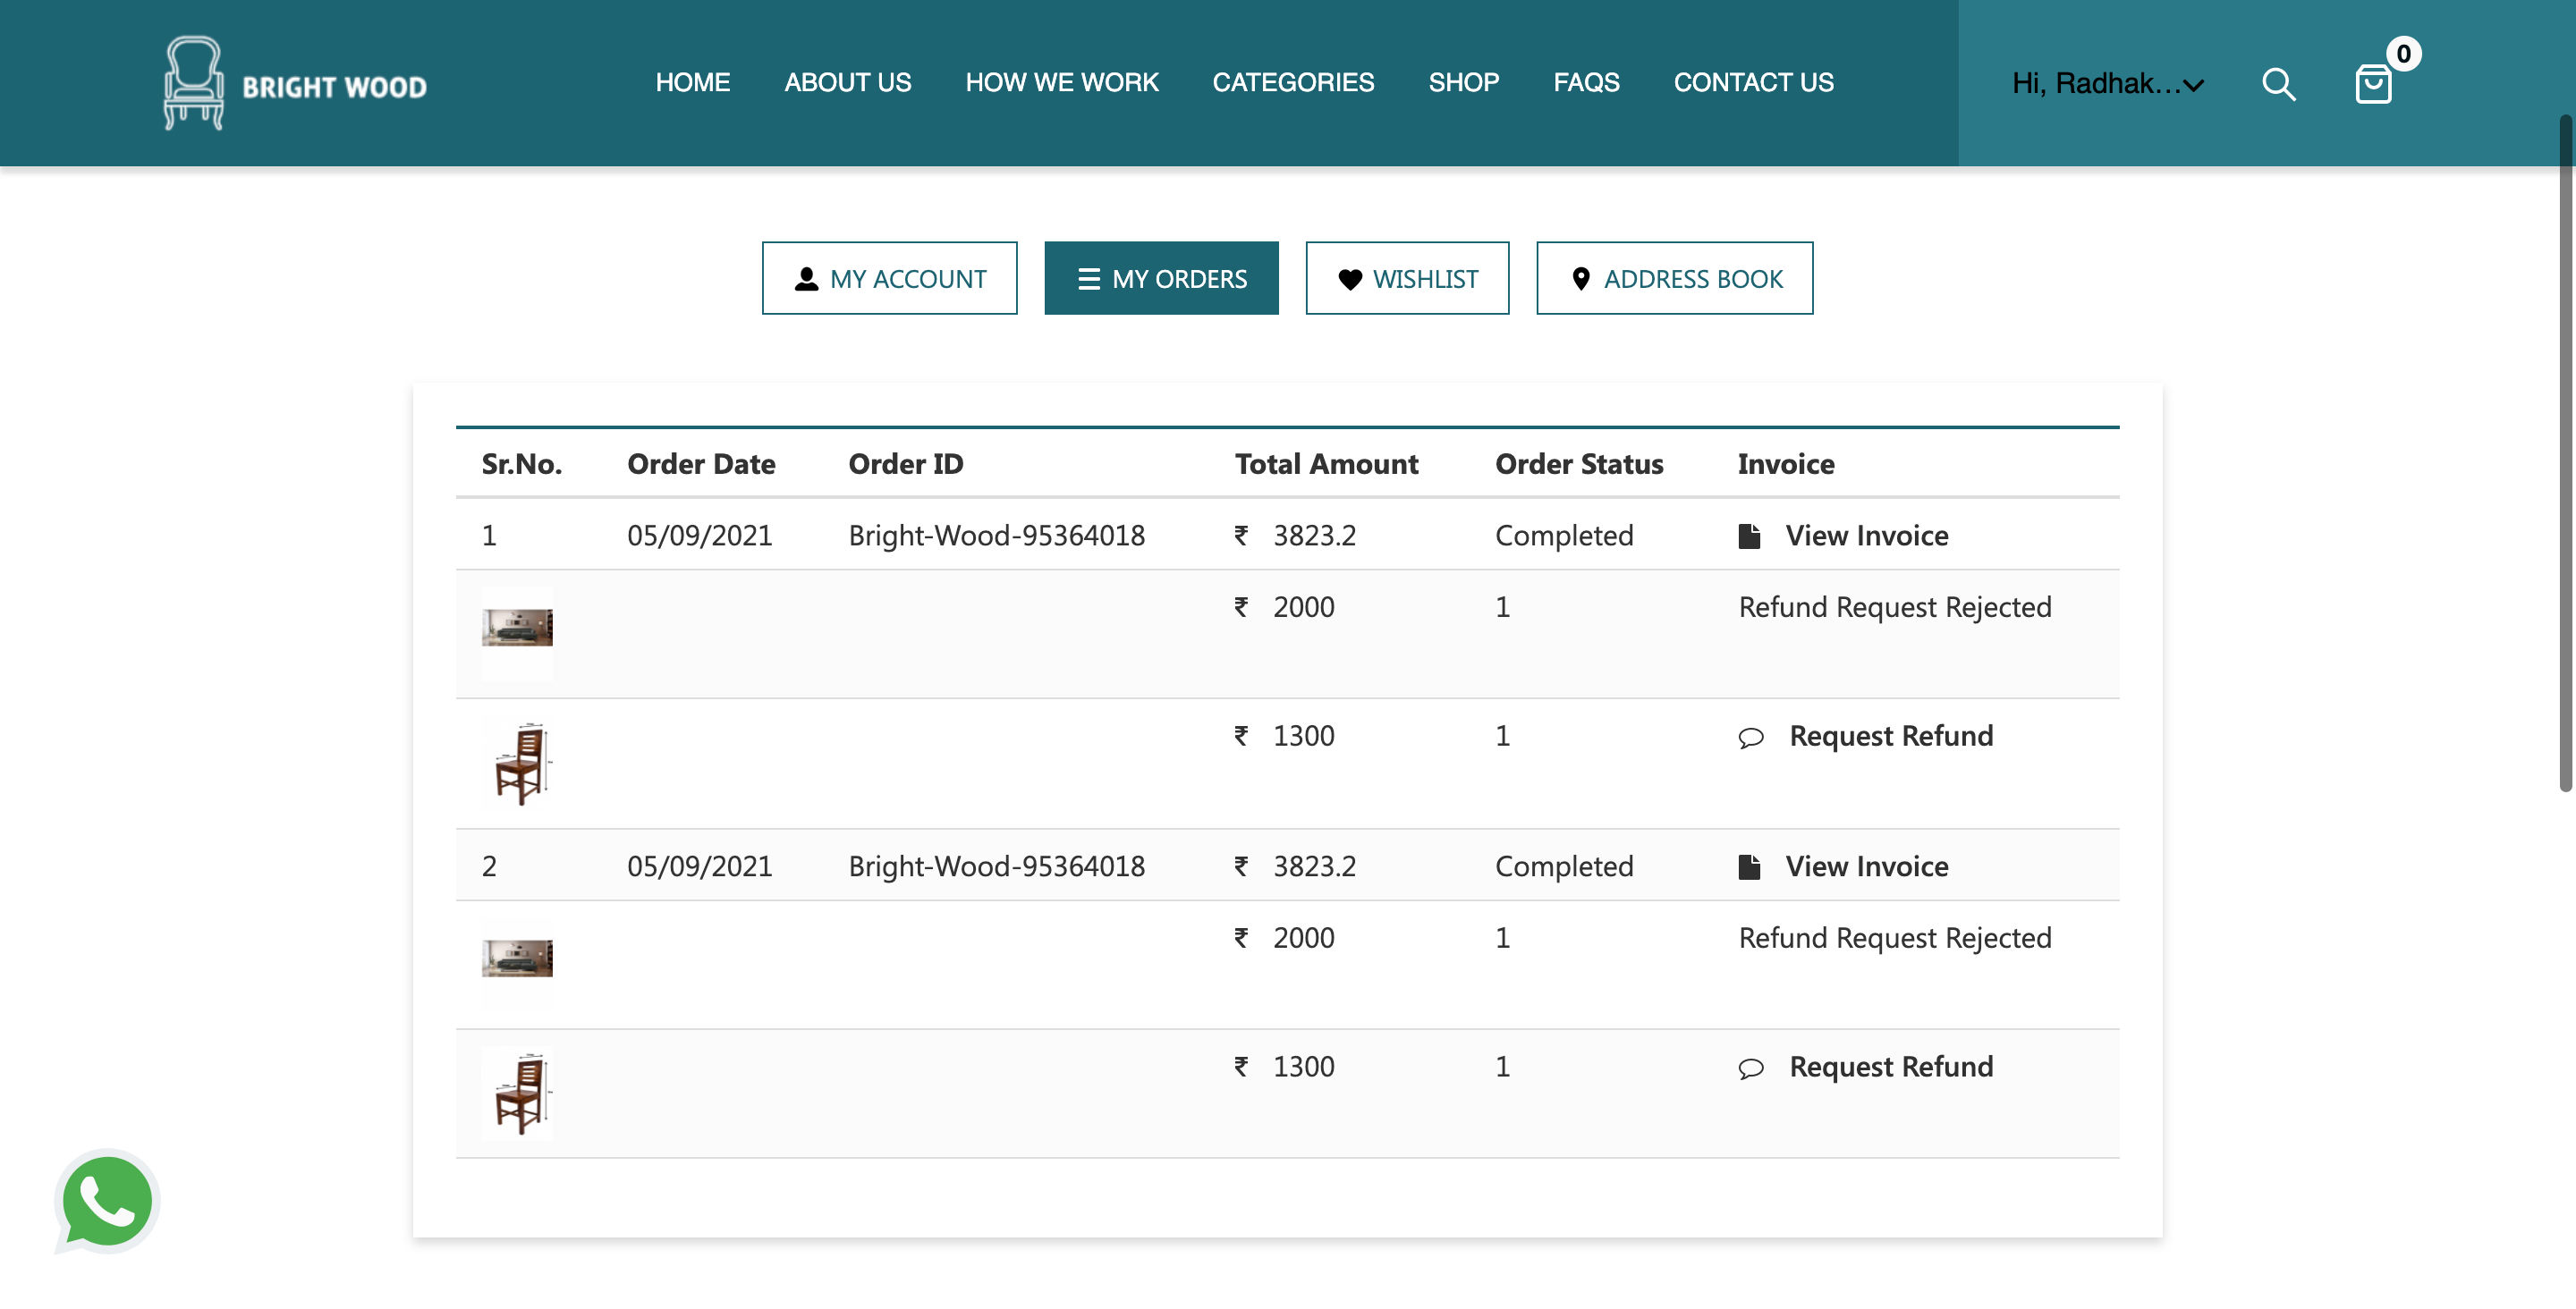 BRIGHT WOOD
HOME ABOUT US HOW WE WORK CATEGORIES SHOP FAQS CONTACT US
Hi, Radhak...
0
MY ACCOUNT MY ORDERS WISHLIST ADDRESS BOOK
Sr.No. Order Date Order ID Total Amount Order Status Invoice
1 05/09/2021 Bright-Wood-95364018 ₹ 3823.2 Completed View Invoice
₹ 2000 1 Refund Request Rejected
₹ 1300 1 Request Refund
2 05/09/2021 Bright-Wood-95364018 ₹ 3823.2 Completed View Invoice
₹ 2000 1 Refund Request Rejected
₹ 1300 1 Request Refund